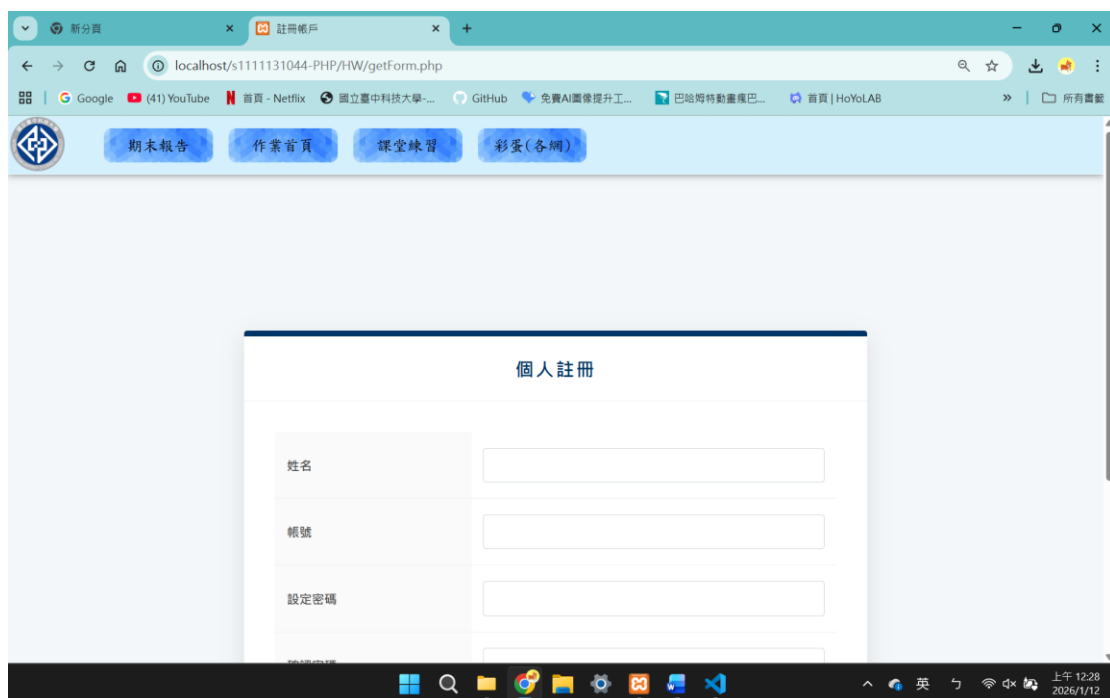 新分頁
註冊帳戶
localhost/s1111131044-PHP/HW/getForm.php
Google
(41) YouTube
首頁 - Netflix
國立臺中科技大學-...
GitHub
免費AI圖像提升工...
巴哈姆特動畫瘋巴...
首頁 | HoYoLAB
»
所有書籤
期末報告
作業首頁
課堂練習
彩蛋(各網)
個人註冊
姓名
帳號
設定密碼
英
ㄅ
上午 12:28
2026/1/12